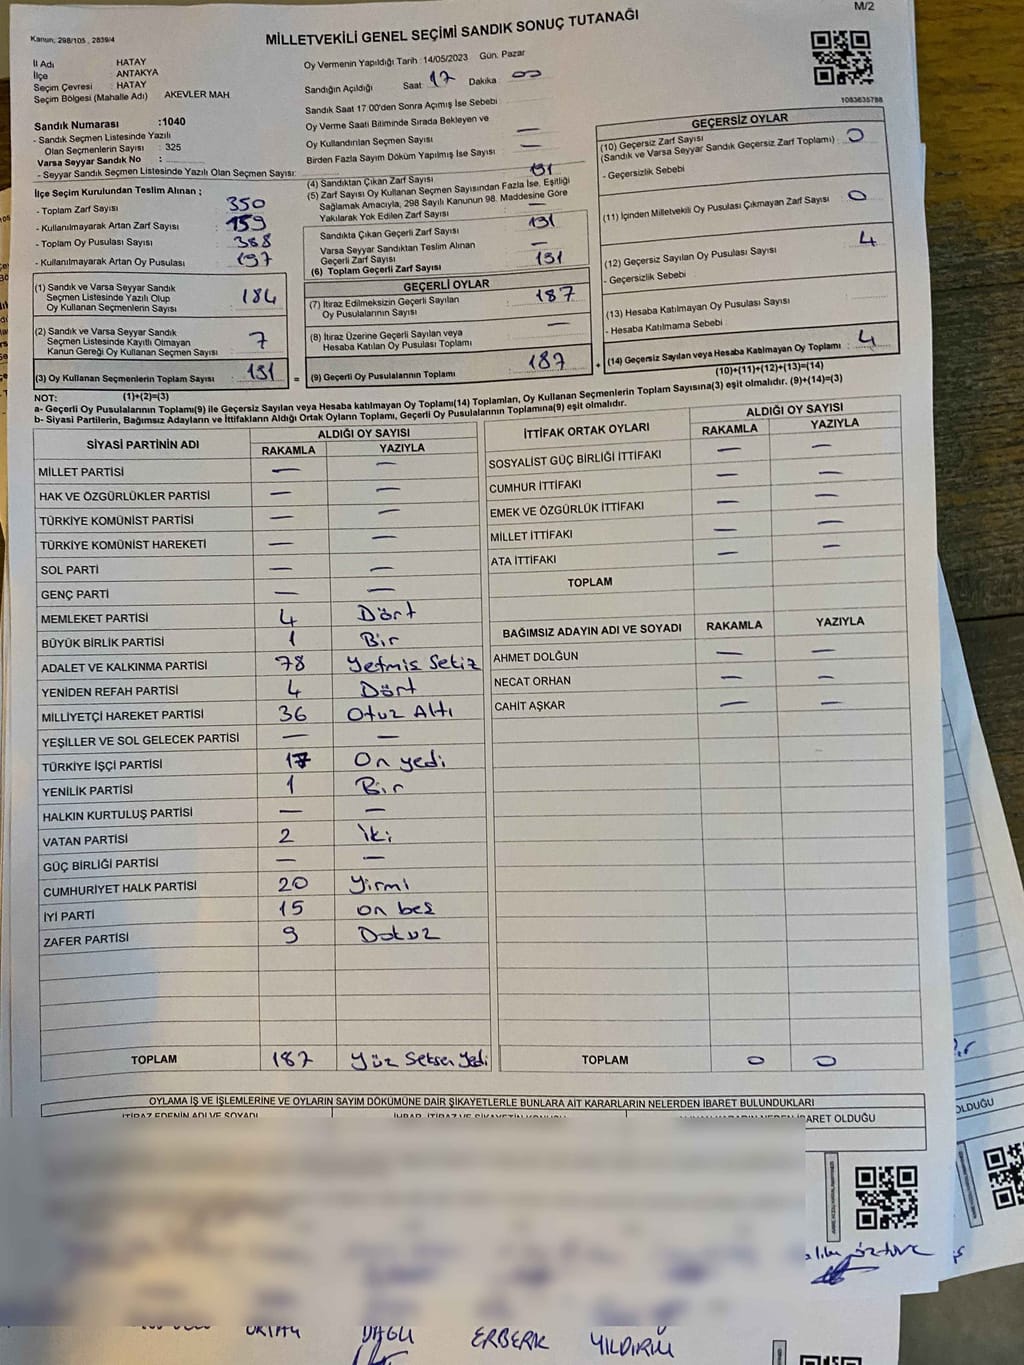 M/2
Kanun, 298/105 , 2839/4
MİLLETVEKİLİ GENEL SEÇİMİ SANDIK SONUÇ TUTANAĞI
İl Adı : HATAY
İlçe : ANTAKYA
Seçim Çevresi : HATAY
Seçim Bölgesi (Mahalle Adı) AKEVLER MAH
Sandık Numarası :1040
- Sandık Seçmen Listesinde Yazılı
Olan Seçmenlerin Sayısı : 325
Varsa Seyyar Sandık No :
- Seyyar Sandık Seçmen Listesinde Yazılı Olan Seçmen Sayısı:
Oy Vermenin Yapıldığı Tarih : 14/05/2023 Gün: Pazar
Sandığın Açıldığı Saat : 17 Dakika : 00
Sandık Saat 17:00'den Sonra Açımış İse Sebebi
Oy Verme Saati Bitiminde Sırada Bekleyen ve
Oy Kullandırılan Seçmen Sayısı : —
Birden Fazla Sayım Döküm Yapılmış İse Sayısı : —
1083635788
İlçe Seçim Kurulundan Teslim Alınan ;
- Toplam Zarf Sayısı : 350
- Kullanılmayarak Artan Zarf Sayısı : 159
- Toplam Oy Pusulası Sayısı : 388
- Kullanılmayarak Artan Oy Pusulası : 197
(1) Sandık ve Varsa Seyyar Sandık
Seçmen Listesinde Yazılı Olup
Oy Kullanan Seçmenlerin Sayısı : 184
(2) Sandık ve Varsa Seyyar Sandık
Seçmen Listesinde Kayıtlı Olmayan
Kanun Gereği Oy Kullanan Seçmen Sayısı : 7
(3) Oy Kullanan Seçmenlerin Toplam Sayısı : 191
(4) Sandıktan Çıkan Zarf Sayısı : 191
(5) Zarf Sayısı Oy Kullanan Seçmen Sayısından Fazla İse, Eşitliği
Sağlamak Amacıyla, 298 Sayılı Kanunun 98. Maddesine Göre
Yakılarak Yok Edilen Zarf Sayısı : —
Sandıkta Çıkan Geçerli Zarf Sayısı : 191
Varsa Seyyar Sandıktan Teslim Alınan
Geçerli Zarf Sayısı : —
(6) Toplam Geçerli Zarf Sayısı : 191
GEÇERLİ OYLAR
(7) İtiraz Edilmeksizin Geçerli Sayılan
Oy Pusulalarının Sayısı : 187
(8) İtiraz Üzerine Geçerli Sayılan veya
Hesaba Katılan Oy Pusulası Toplamı : —
= (9) Geçerli Oy Pusulalarının Toplamı : 187
GEÇERSİZ OYLAR
(10) Geçersiz Zarf Sayısı
(Sandık ve Varsa Seyyar Sandık Geçersiz Zarf Toplamı) : 0
- Geçersizlik Sebebi
(11) İçinden Milletvekili Oy Pusulası Çıkmayan Zarf Sayısı : 0
(12) Geçersiz Sayılan Oy Pusulası Sayısı : 4
- Geçersizlik Sebebi :
(13) Hesaba Katılmayan Oy Pusulası Sayısı :
- Hesaba Katılmama Sebebi :
+ (14) Geçersiz Sayılan veya Hesaba Katılmayan Oy Toplamı : 4
NOT: (1)+(2)=(3) (10)+(11)+(12)+(13)=(14)
a- Geçerli Oy Pusulalarının Toplamı(9) ile Geçersiz Sayılan veya Hesaba katılmayan Oy Toplamı(14) Toplamları, Oy Kullanan Seçmenlerin Toplam Sayısına(3) eşit olmalıdır. (9)+(14)=(3)
b- Siyasi Partilerin, Bağımsız Adayların ve İttifakların Aldığı Ortak Oyların Toplamı, Geçerli Oy Pusulalarının Toplamına(9) eşit olmalıdır.
SİYASİ PARTİNİN ADI ALDIĞI OY SAYISI
RAKAMLA YAZIYLA
MİLLET PARTİSİ — —
HAK VE ÖZGÜRLÜKLER PARTİSİ — —
TÜRKİYE KOMÜNİST PARTİSİ — —
TÜRKİYE KOMÜNİST HAREKETİ — —
SOL PARTİ — —
GENÇ PARTİ — —
MEMLEKET PARTİSİ 4 Dört
BÜYÜK BİRLİK PARTİSİ 1 Bir
ADALET VE KALKINMA PARTİSİ 78 Yetmis Sekiz
YENİDEN REFAH PARTİSİ 4 Dört
MİLLİYETÇİ HAREKET PARTİSİ 36 Otuz Altı
YEŞİLLER VE SOL GELECEK PARTİSİ — —
TÜRKİYE İŞÇİ PARTİSİ 17 On yedi
YENİLİK PARTİSİ 1 Bir
HALKIN KURTULUŞ PARTİSİ — —
VATAN PARTİSİ 2 İki
GÜÇ BİRLİĞİ PARTİSİ — —
CUMHURİYET HALK PARTİSİ 20 Yirmi
İYİ PARTİ 15 on beş
ZAFER PARTİSİ 9 Dokuz
TOPLAM 187 Yüz Seksen Yedi
İTTİFAK ORTAK OYLARI ALDIĞI OY SAYISI
RAKAMLA YAZIYLA
SOSYALİST GÜÇ BİRLİĞİ İTTİFAKI — —
CUMHUR İTTİFAKI — —
EMEK VE ÖZGÜRLÜK İTTİFAKI — —
MİLLET İTTİFAKI — —
ATA İTTİFAKI — —
TOPLAM
BAĞIMSIZ ADAYIN ADI VE SOYADI RAKAMLA YAZIYLA
AHMET DOLĞUN — —
NECAT ORHAN — —
CAHİT AŞKAR — —
TOPLAM 0 0
OYLAMA İŞ VE İŞLEMLERİNE VE OYLARIN SAYIM DÖKÜMÜNE DAİR ŞİKAYETLERLE BUNLARA AİT KARARLARIN NELERDEN İBARET BULUNDUKLARI
İTİRAZ EDENİN ADI VE SOYADI
BARET OLDUĞU
OLDUĞU
ERBERK YILDIRIM